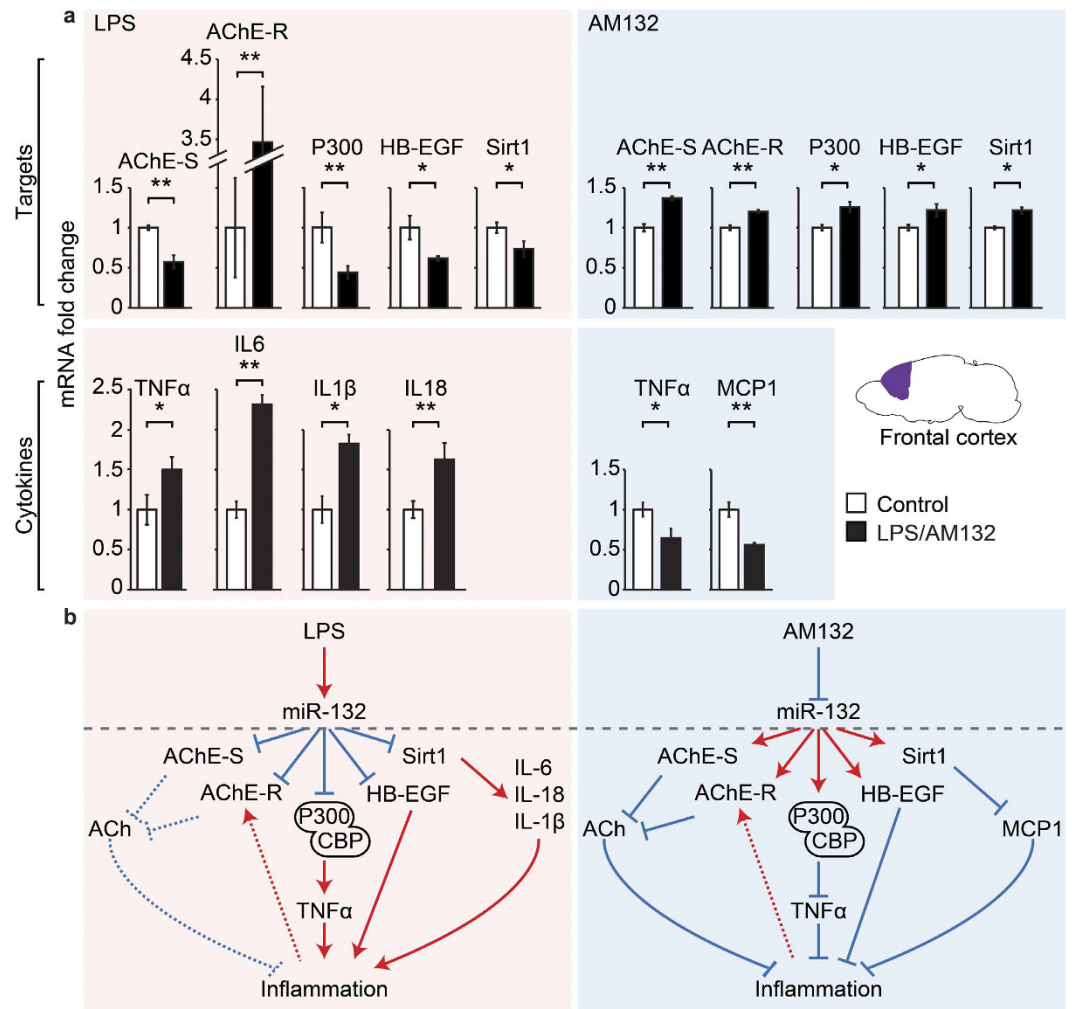 a
LPS
AM132
Targets
Cytokines
mRNA fold change
AChE-R
**
4.5
4
3.5
AChE-S
**
P300
**
HB-EGF
*
Sirt1
*
1.5
1
0.5
0
AChE-S
**
AChE-R
**
P300
*
HB-EGF
*
Sirt1
*
1.5
1
0.5
0
TNFα
*
IL6
**
IL1β
*
IL18
**
2.5
2
1.5
1
0.5
0
TNFα
*
MCP1
**
1.5
1
0.5
0
Frontal cortex
Control
LPS/AM132
b
LPS
miR-132
AChE-S
Sirt1
AChE-R
HB-EGF
IL-6
IL-18
IL-1β
P300
CBP
ACh
TNFα
Inflammation
AM132
miR-132
AChE-S
Sirt1
AChE-R
HB-EGF
P300
CBP
ACh
MCP1
TNFα
Inflammation